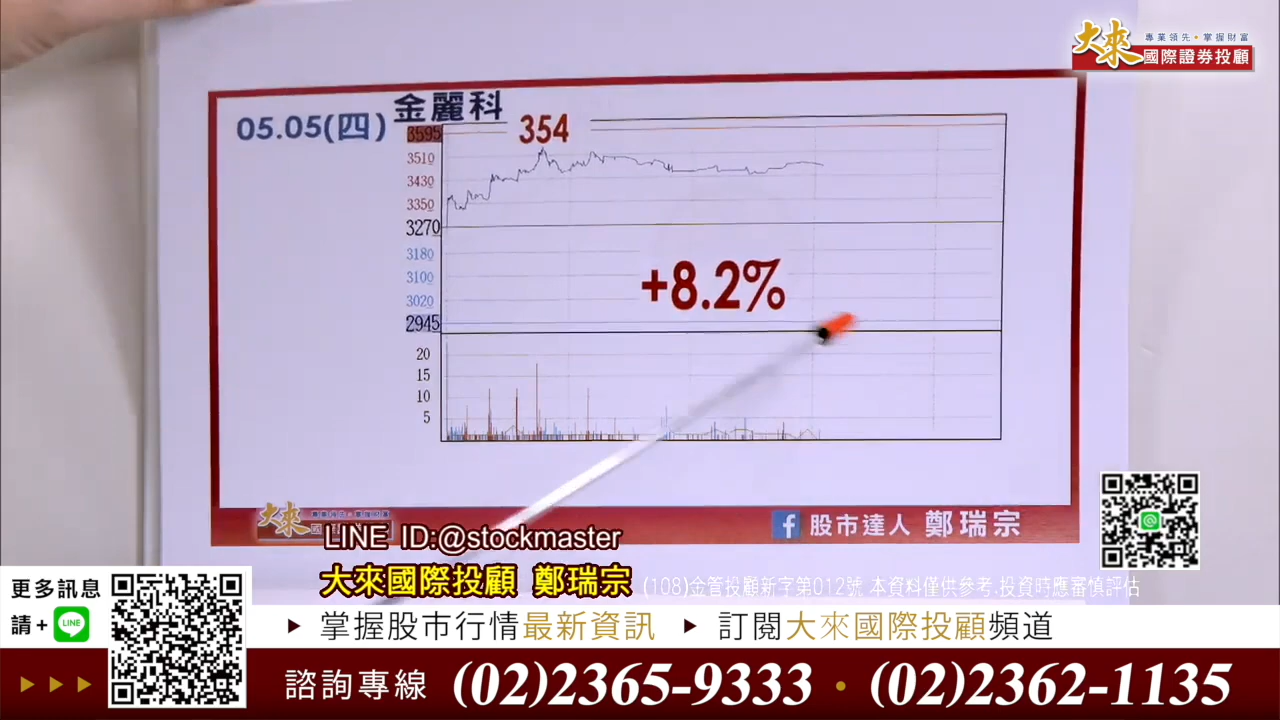 大來
專業領先·掌握財富
國際證券投顧
05.05(四)
金麗科
354
3595
3510
3430
3350
3270
3180
3100
3020
2945
+8.2%
20
15
10
5
大來
股市達人 鄭瑞宗
LINE ID:@stockmaster
大來國際投顧 鄭瑞宗
(108)金管投顧新字第012號 本資料僅供參考.投資時應審慎評估
更多訊息
請+
LINE
掌握股市行情最新資訊
訂閱大來國際投顧頻道
諮詢專線 (02)2365-9333 · (02)2362-1135